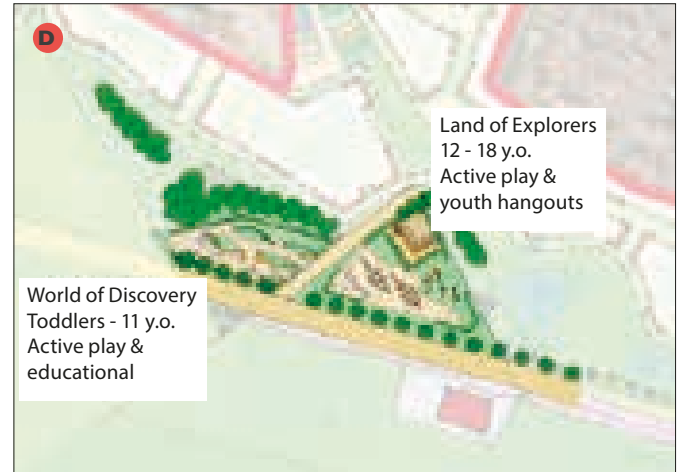 D
Land of Explorers
12 - 18 y.o.
Active play &
youth hangouts
World of Discovery
Toddlers - 11 y.o.
Active play &
educational